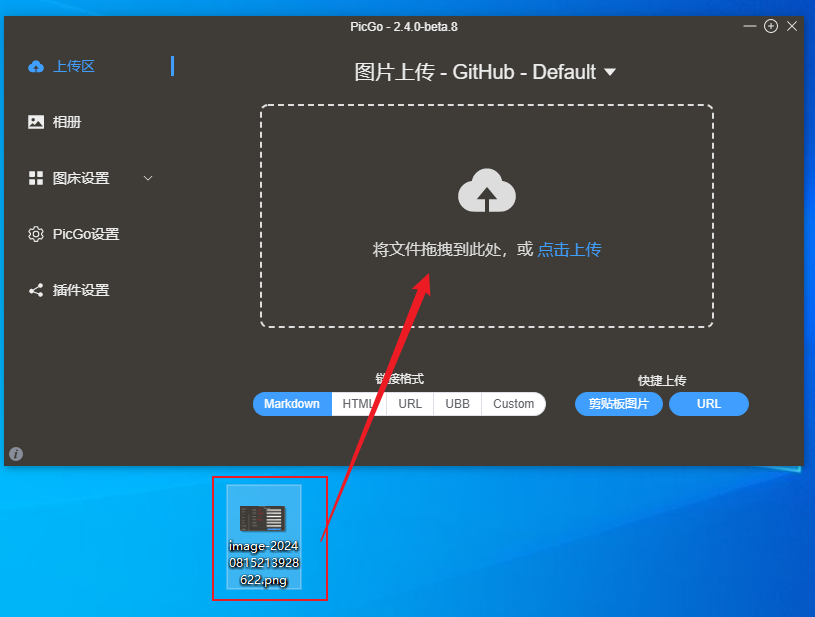 PicGo - 2.4.0-beta.8
上传区
相册
图床设置
PicGo设置
插件设置
图片上传 - GitHub - Default
将文件拖拽到此处，或 点击上传
链接格式
Markdown HTML URL UBB Custom
快捷上传
剪贴板图片 URL
image-2024
0815213928
622.png